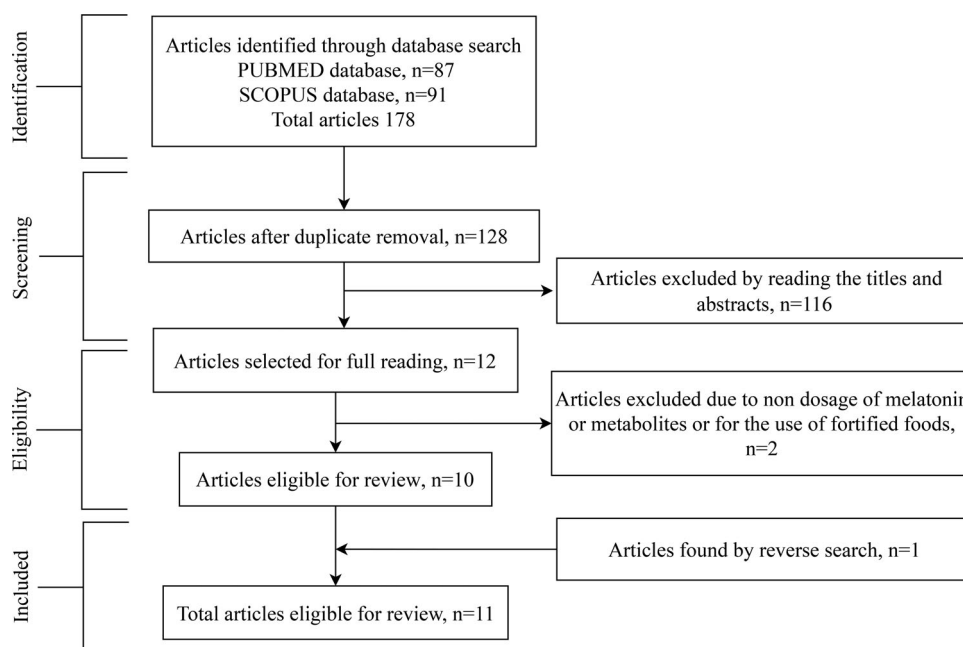 Identification
Articles identified through database search
PUBMED database, n=87
SCOPUS database, n=91
Total articles 178
Screening
Articles after duplicate removal, n=128
Articles excluded by reading the titles and
abstracts, n=116
Articles selected for full reading, n=12
Eligibility
Articles excluded due to non dosage of melatonin
or metabolites or for the use of fortified foods,
n=2
Articles eligible for review, n=10
Included
Articles found by reverse search, n=1
Total articles eligible for review, n=11